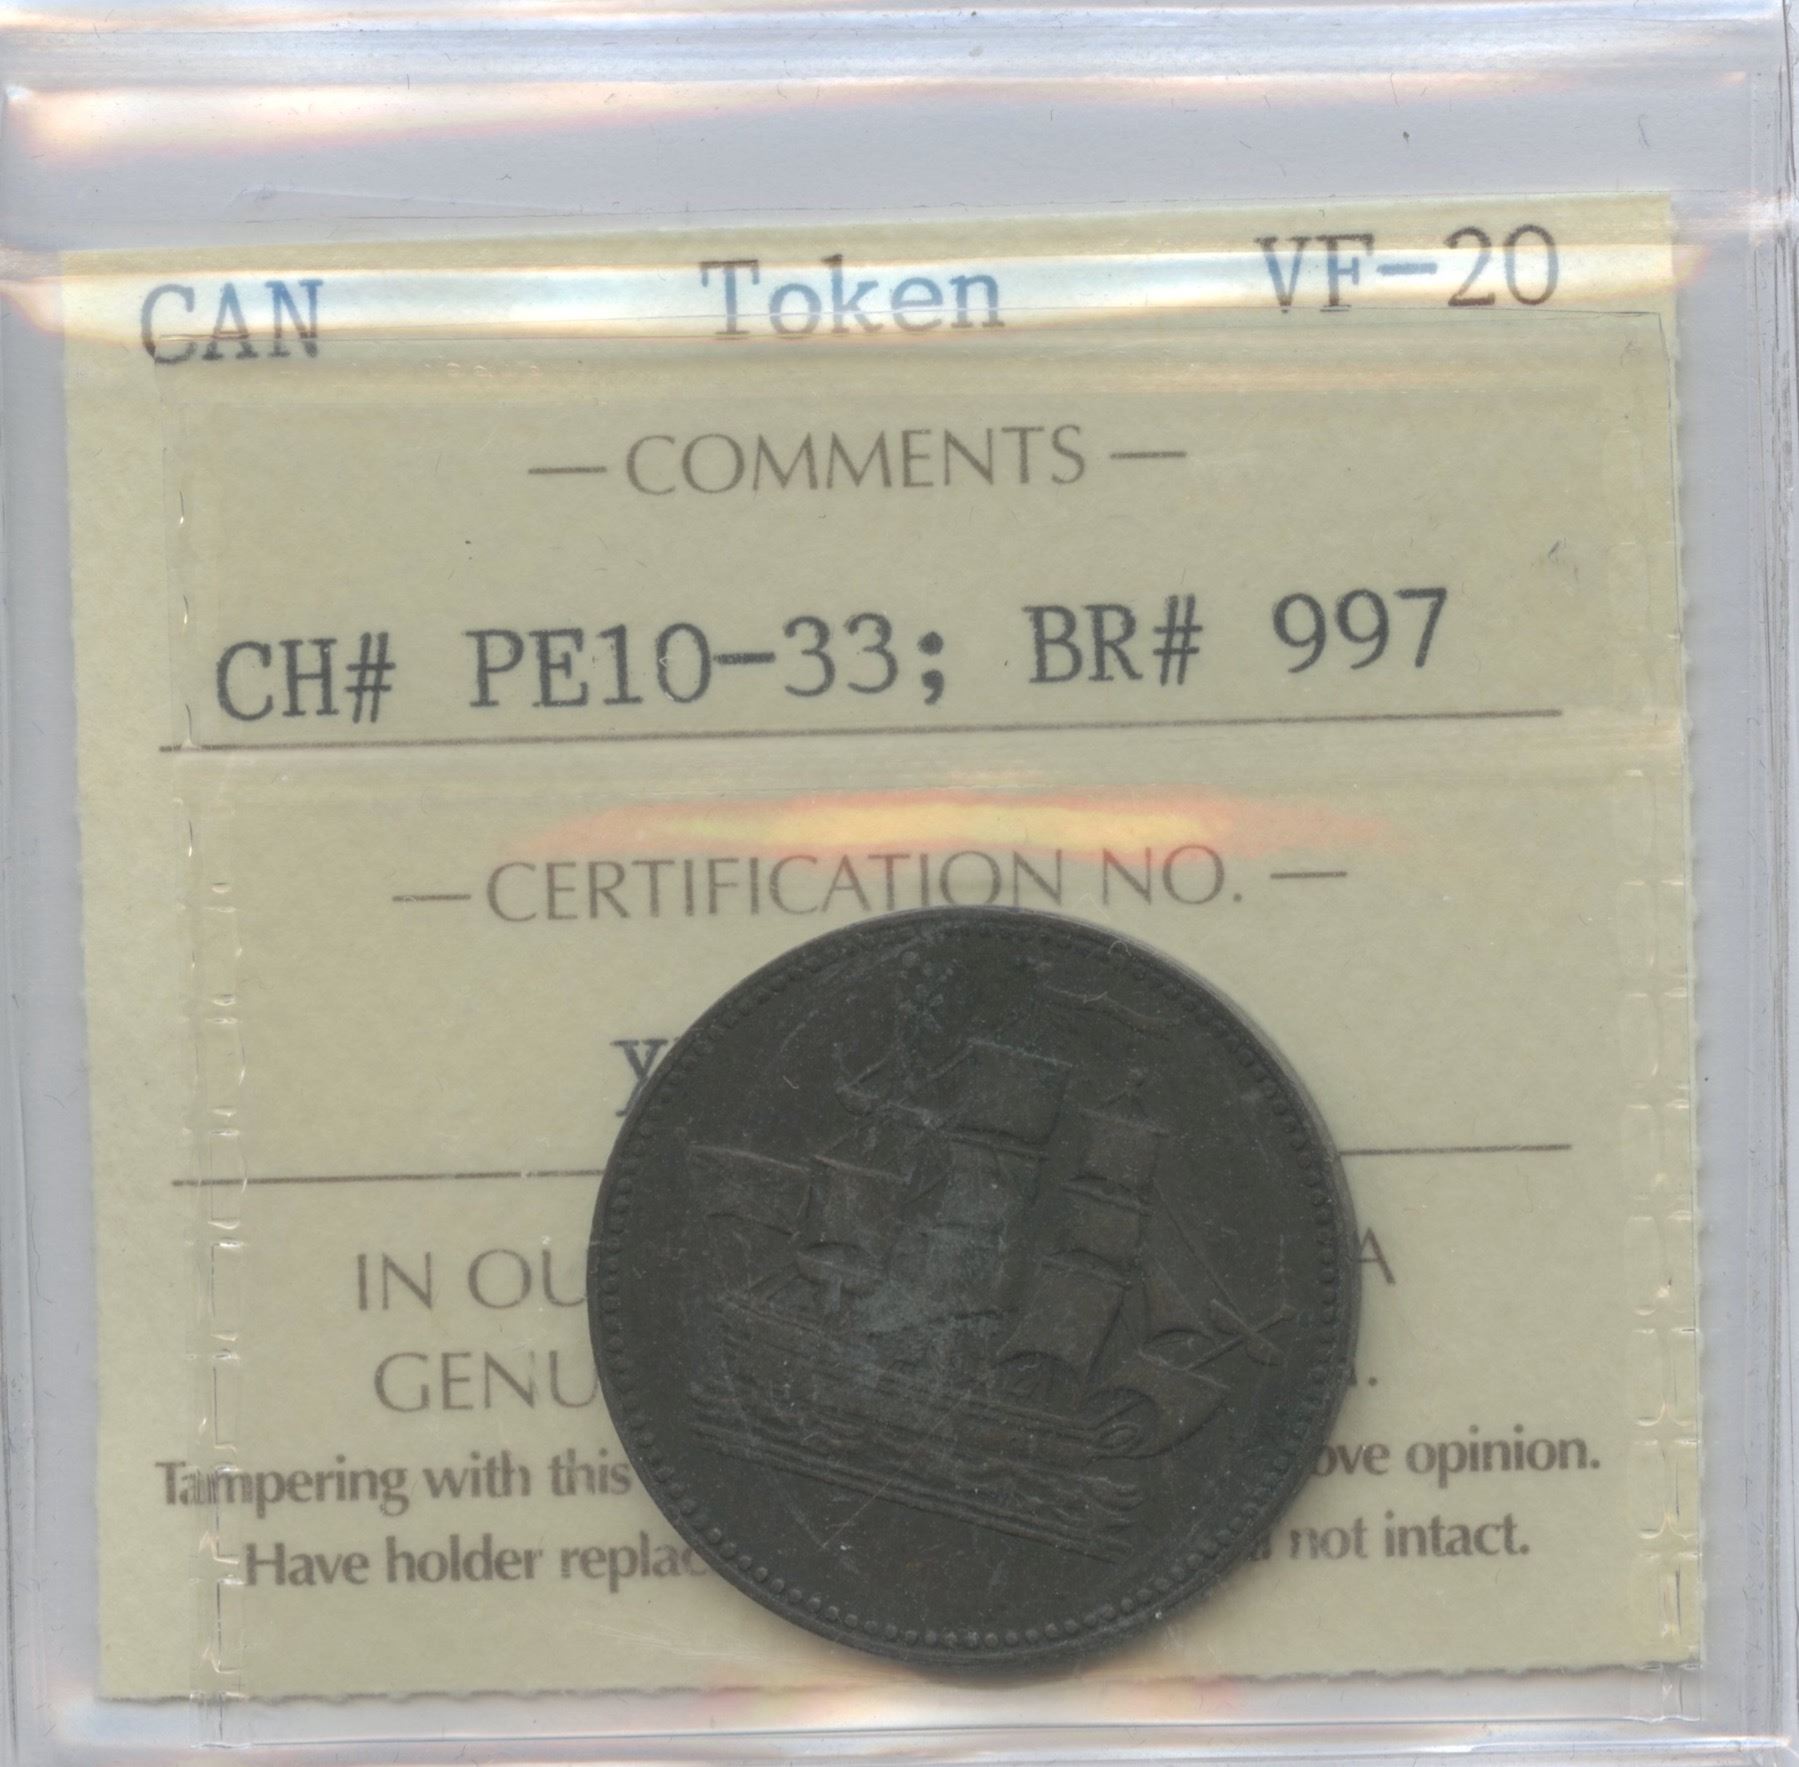 CAN Token VF-20
— COMMENTS —
CH# PE10-33; BR# 997
— CERTIFICATION NO. —
IN OU A
GENU .
Tampering with this ove opinion.
Have holder replac not intact.